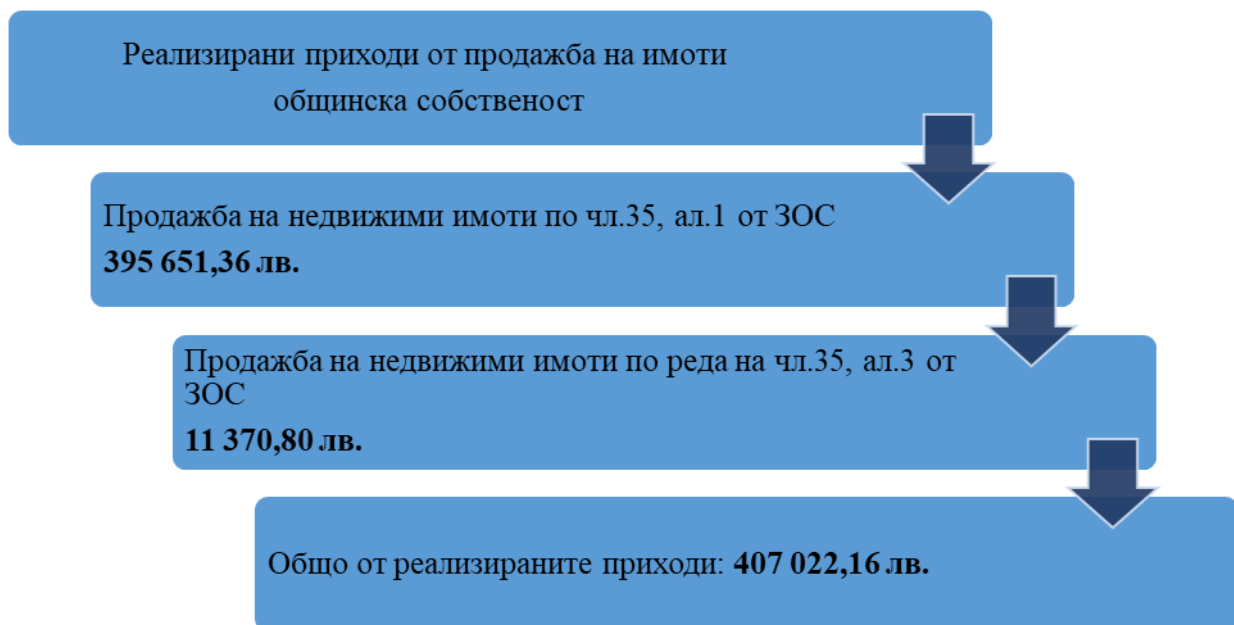 Реализирани приходи от продажба на имоти
общинска собственост
Продажба на недвижими имоти по чл.35, ал.1 от ЗОС
395 651,36 лв.
Продажба на недвижими имоти по реда на чл.35, ал.3 от
ЗОС
11 370,80 лв.
Общо от реализираните приходи: 407 022,16 лв.